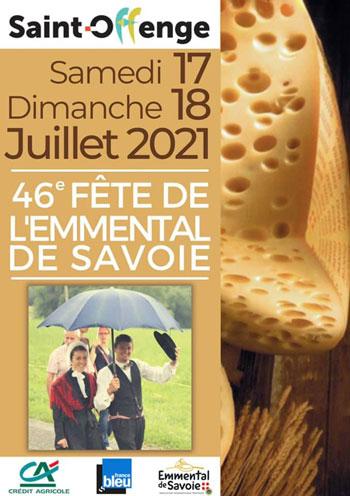 Saint-Offenge
Samedi 17
Dimanche 18
Juillet 2021
46e FÊTE DE
L'EMMENTAL
DE SAVOIE
CA
CRÉDIT AGRICOLE
france
bleu
Emmental
de Savoie